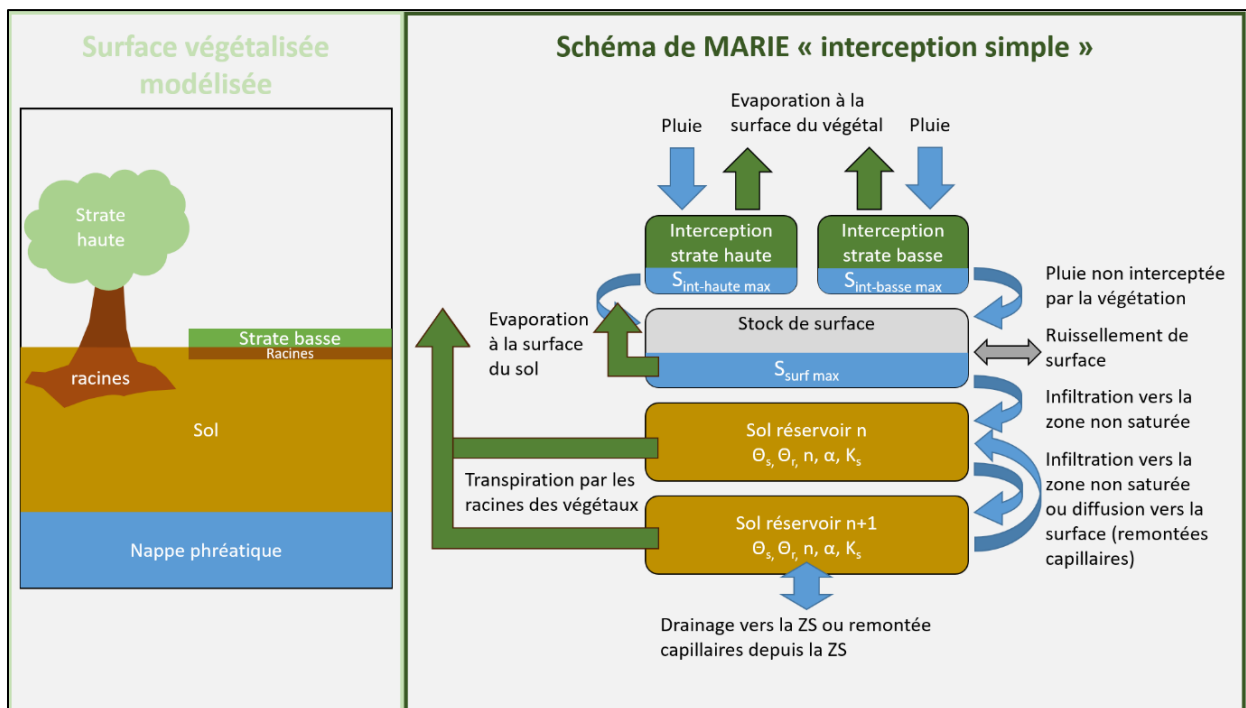 Surface végétalisée
modélisée
Strate
haute
Strate basse
Racines
racines
Sol
Nappe phréatique
Schéma de MARIE « interception simple »
Evaporation à la
surface du végétal
Pluie
Pluie
Interception
strate haute
S int-haute max
Interception
strate basse
S int-basse max
Pluie non interceptée
par la végétation
Evaporation
à la surface
du sol
Stock de surface
S surf max
Ruissellement de
surface
Infiltration vers la
zone non saturée
Sol réservoir n
Θs, Θr, n, α, Ks
Transpiration par les
racines des végétaux
Infiltration vers la
zone non saturée
ou diffusion vers la
surface (remontées
capillaires)
Sol réservoir n+1
Θs, Θr, n, α, Ks
Drainage vers la ZS ou remontée
capillaires depuis la ZS